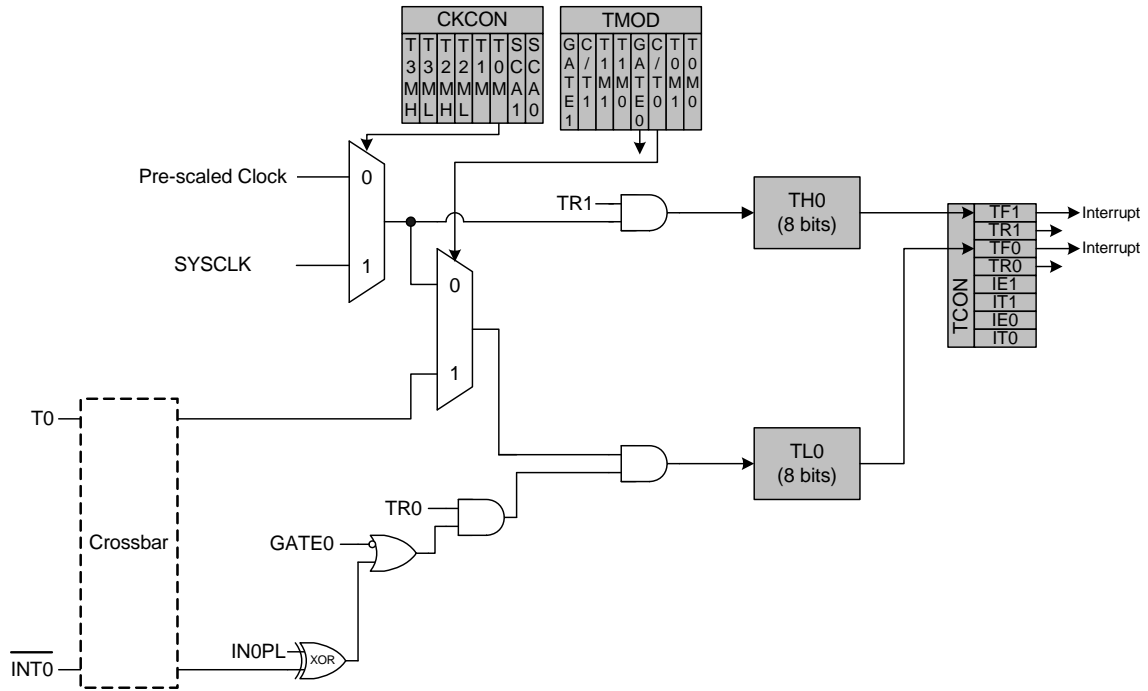 CKCON
T3MH
T3ML
T2MH
T2ML
T1M
T0M
SCA1
SCA0
TMOD
GATE1
C/T1
T1M1
T1M0
GATE0
C/T0
T0M1
T0M0
Pre-scaled Clock
0
SYSCLK
1
TR1
TH0
(8 bits)
TCON
TF1
TR1
TF0
TR0
IE1
IT1
IE0
IT0
Interrupt
Interrupt
0
1
T0
Crossbar
INT0
TL0
(8 bits)
TR0
GATE0
IN0PL
XOR